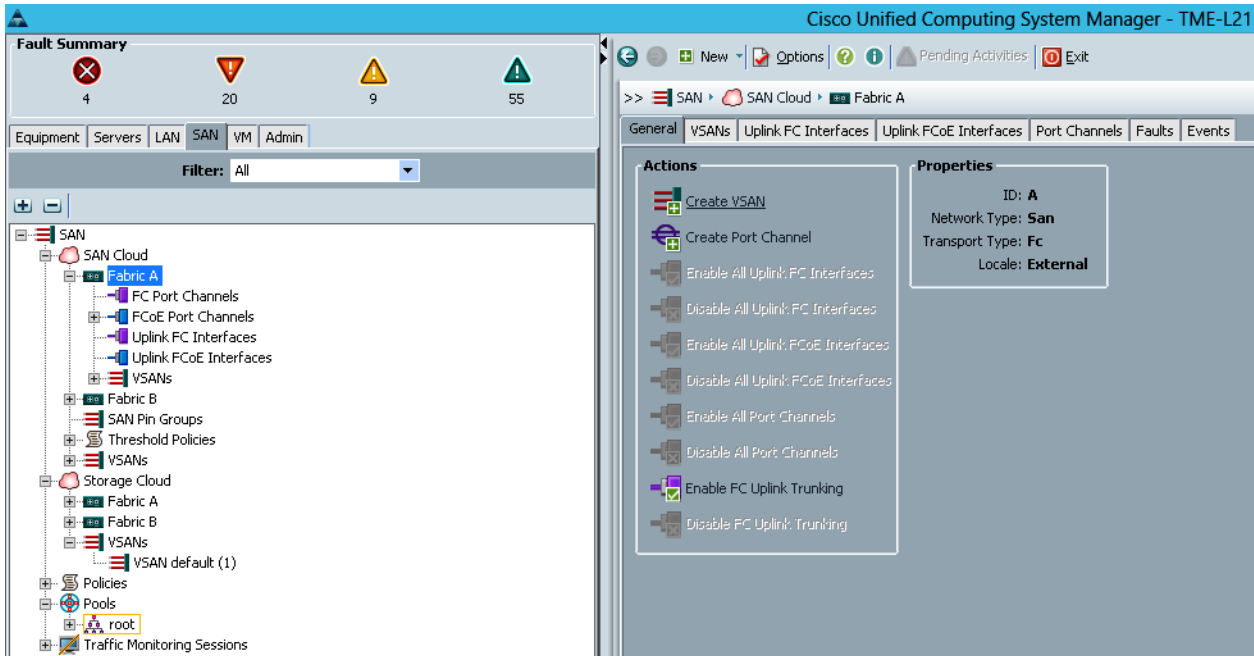 Cisco Unified Computing System Manager - TME-L21
Fault Summary
4 20 9 55
Equipment Servers LAN SAN VM Admin
Filter: All
SAN
SAN Cloud
Fabric A
FC Port Channels
FCoE Port Channels
Uplink FC Interfaces
Uplink FCoE Interfaces
VSANs
Fabric B
SAN Pin Groups
Threshold Policies
VSANs
Storage Cloud
Fabric A
Fabric B
VSANs
VSAN default (1)
Policies
Pools
root
Traffic Monitoring Sessions
New Options Pending Activities Exit
>> SAN SAN Cloud Fabric A
General VSANs Uplink FC Interfaces Uplink FCoE Interfaces Port Channels Faults Events
Actions
Create VSAN
Create Port Channel
Enable All Uplink FC Interfaces
Disable All Uplink FC Interfaces
Enable All Uplink FCoE Interfaces
Disable All Uplink FCoE Interfaces
Enable All Port Channels
Disable All Port Channels
Enable FC Uplink Trunking
Disable FC Uplink Trunking
Properties
ID: A
Network Type: San
Transport Type: Fc
Locale: External